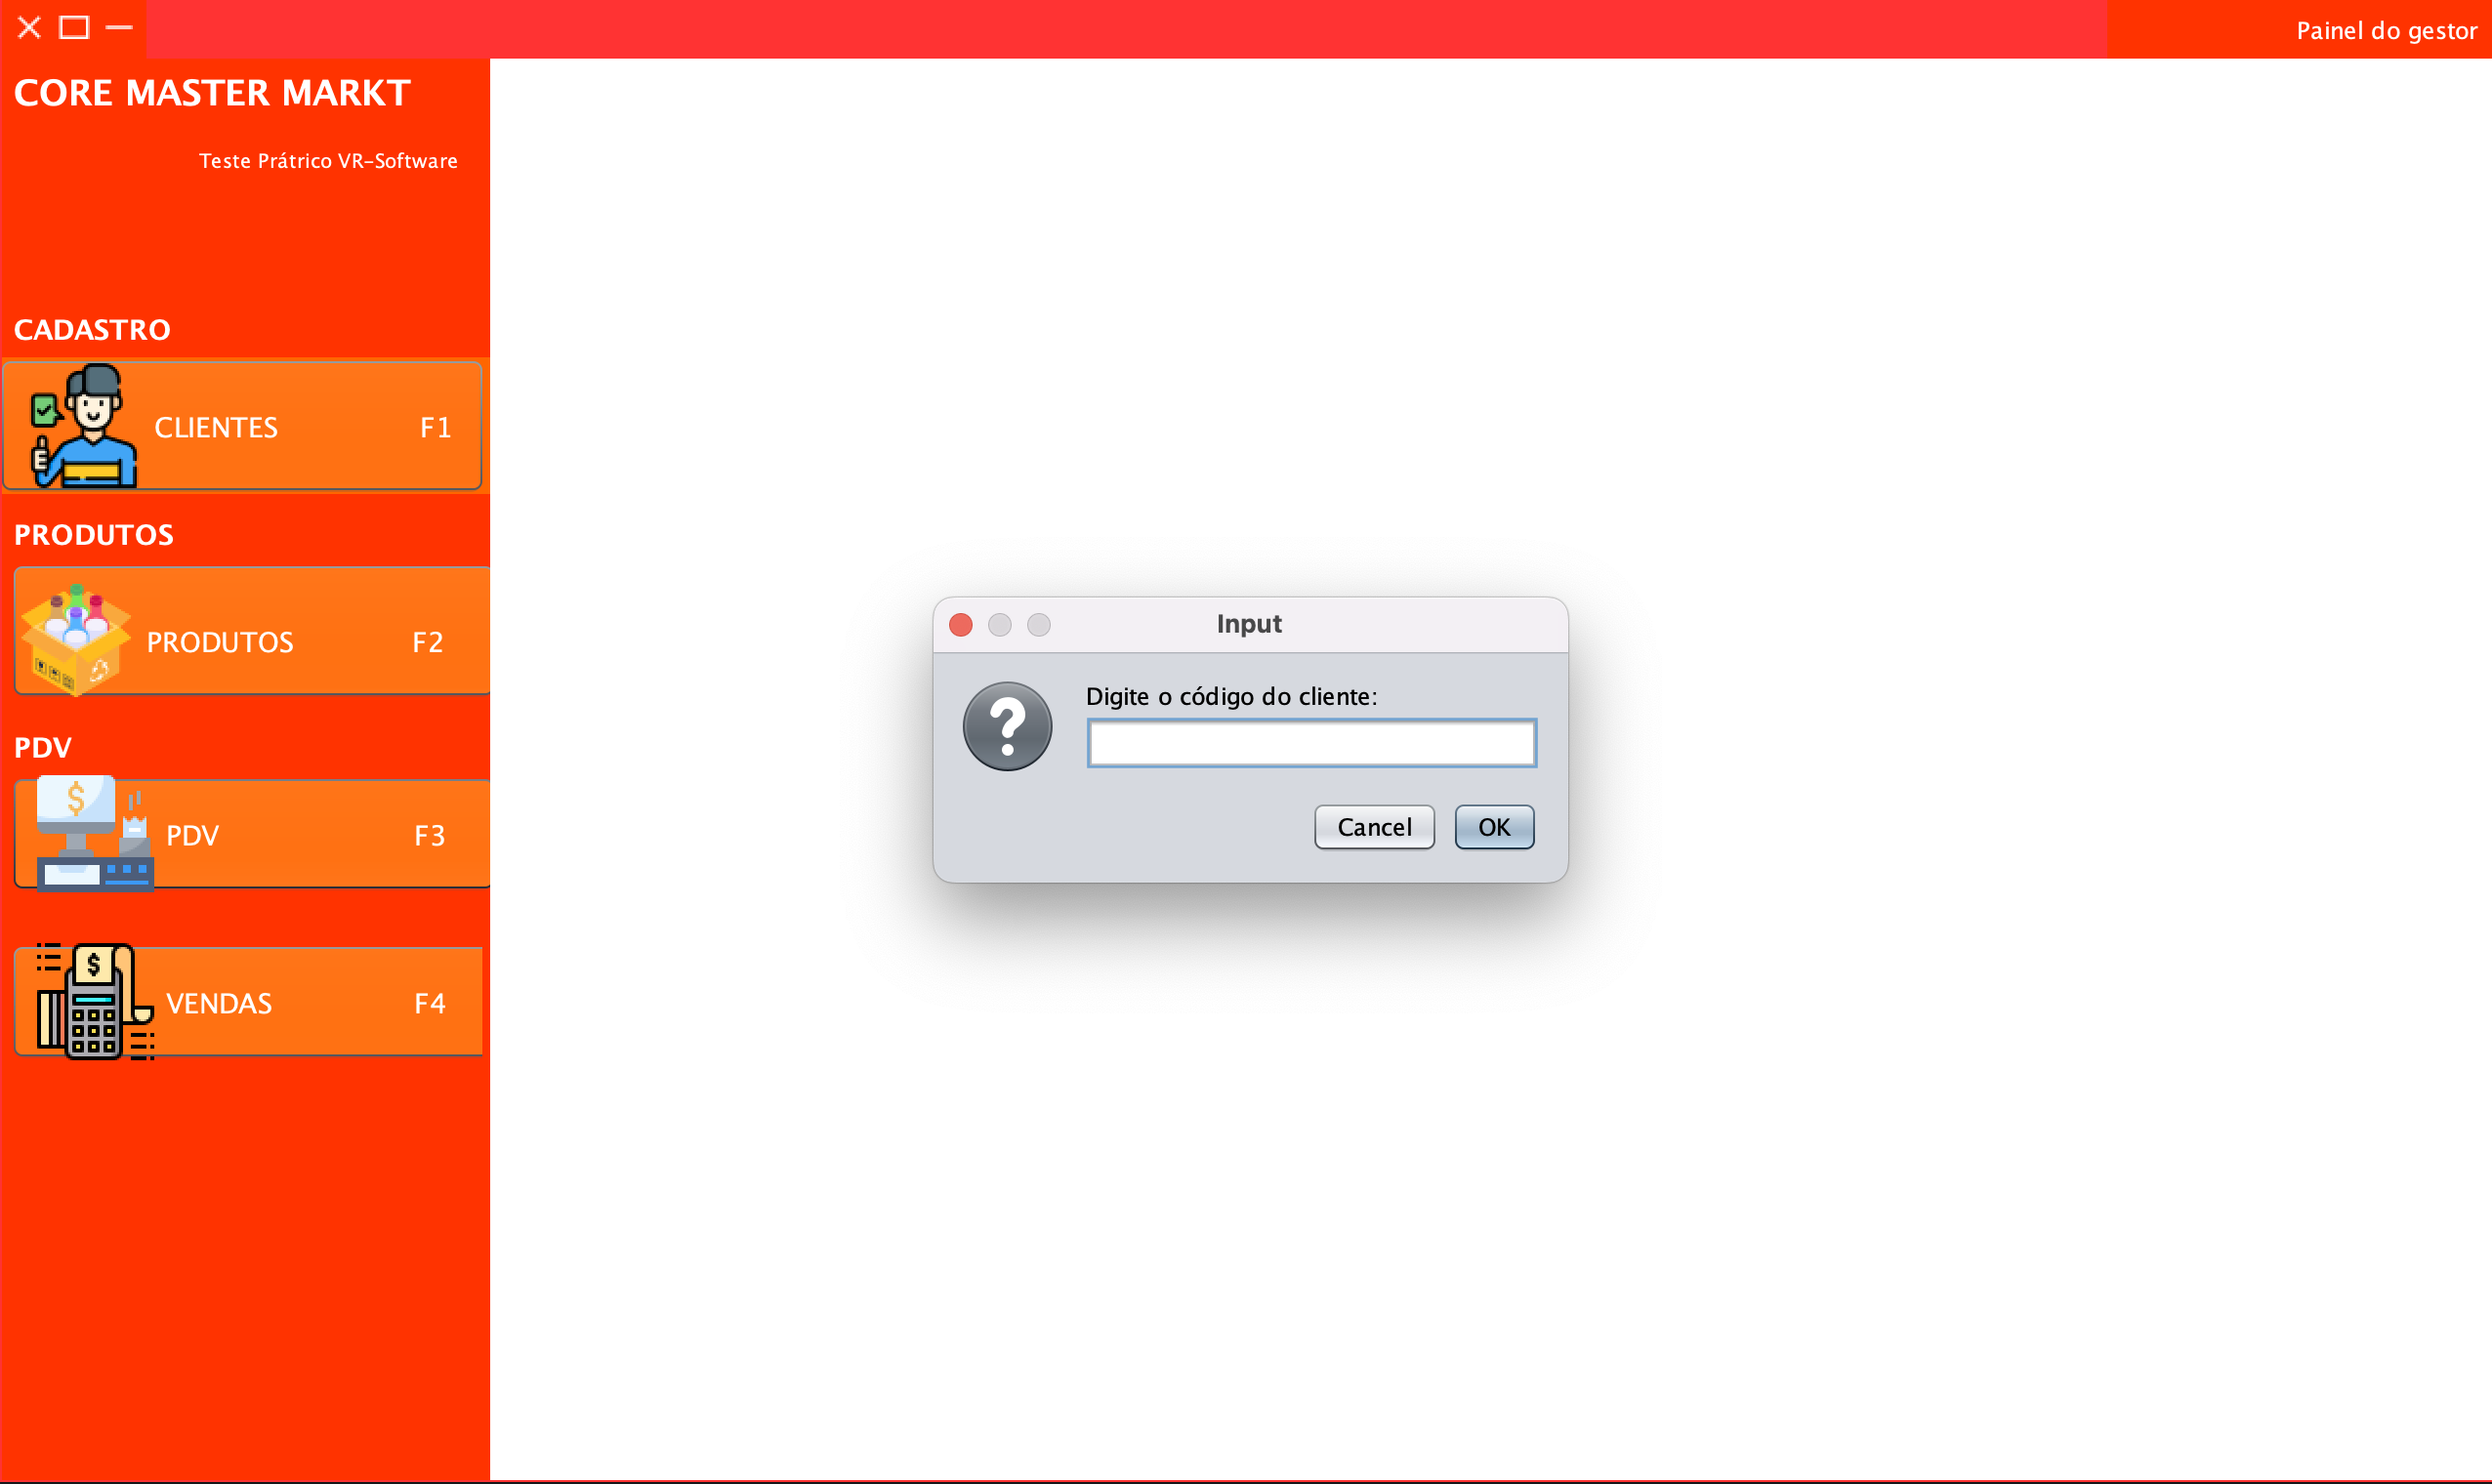 Painel do gestor
CORE MASTER MARKT
Teste Prátrico VR-Software
CADASTRO
CLIENTES F1
PRODUTOS
PRODUTOS F2
PDV
PDV F3
VENDAS F4
Input
Digite o código do cliente:
Cancel OK